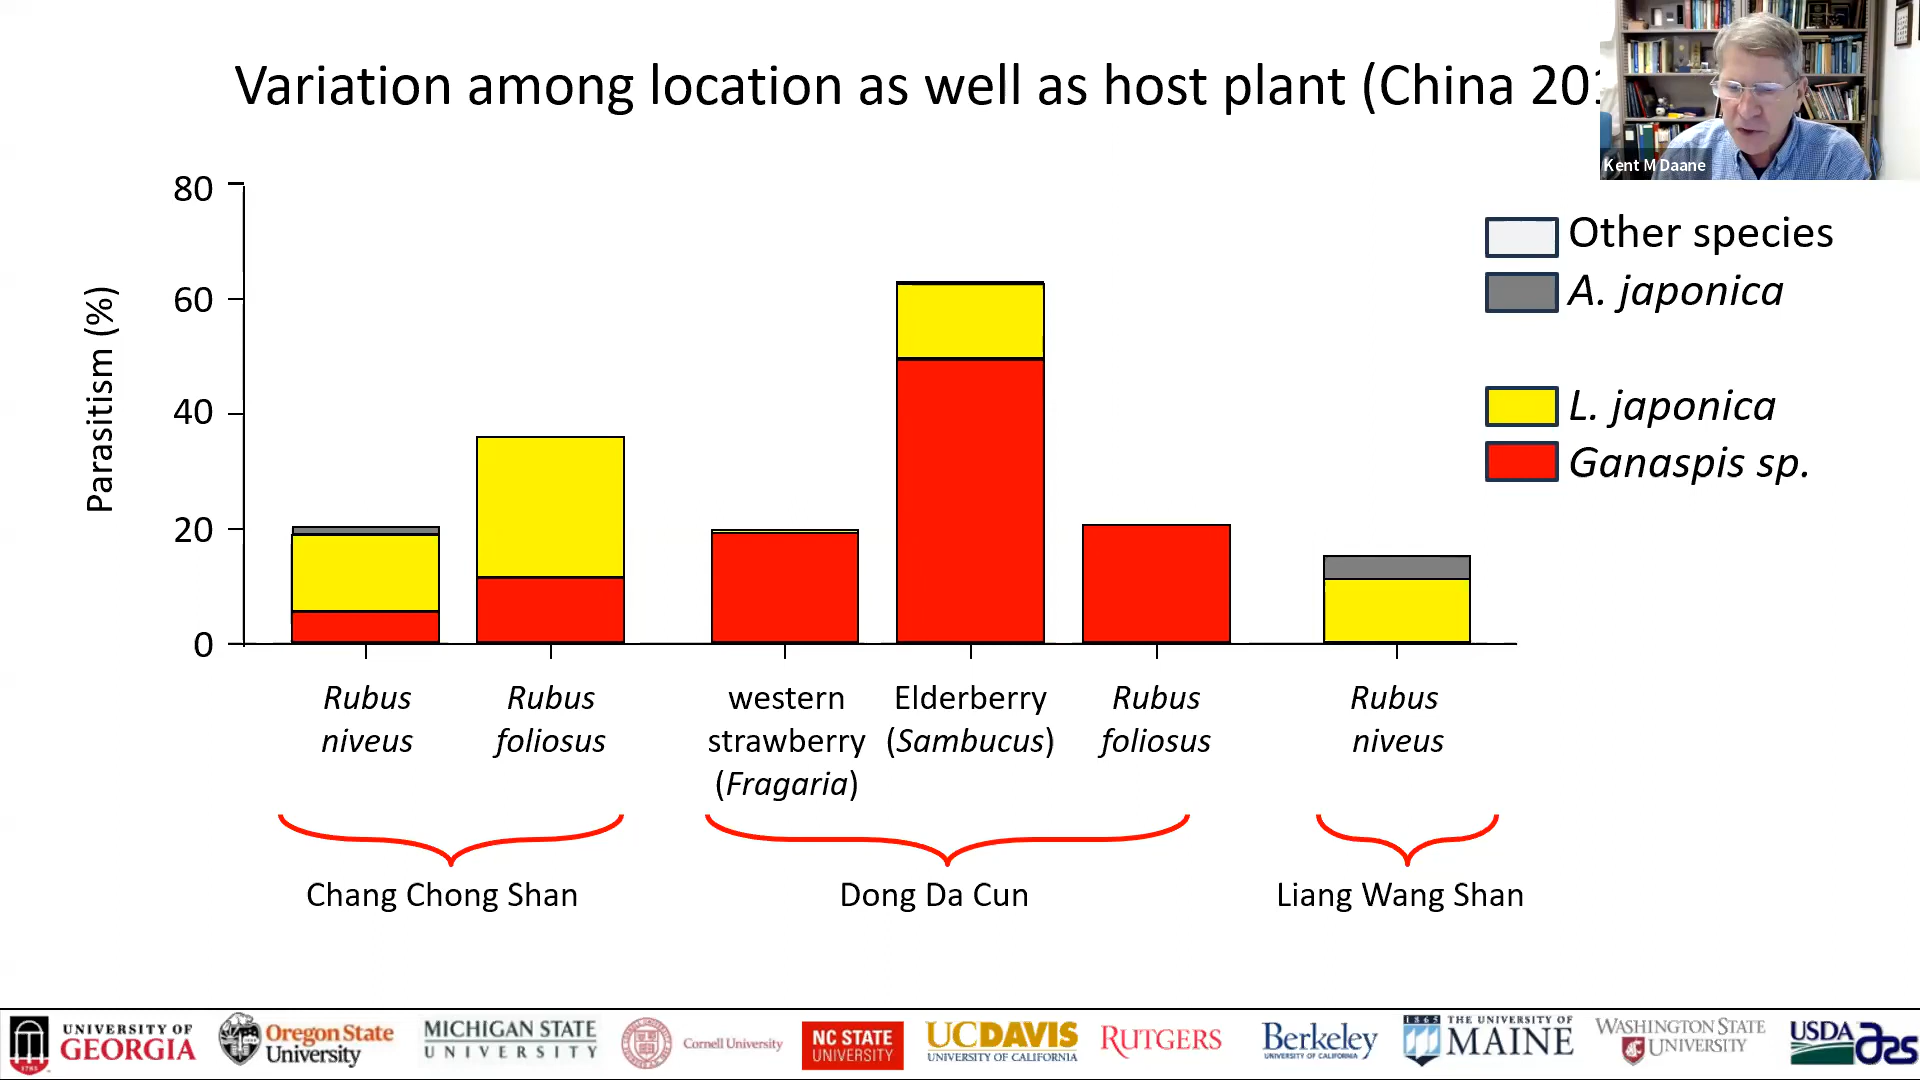 Variation among location as well as host plant (China 20
Kent M Daane
80
60
40
20
0
Parasitism (%)
Other species
A. japonica
L. japonica
Ganaspis sp.
Rubus
niveus
Rubus
foliosus
western
strawberry
(Fragaria)
Elderberry
(Sambucus)
Rubus
foliosus
Rubus
niveus
Chang Chong Shan
Dong Da Cun
Liang Wang Shan
1785
UNIVERSITY OF
GEORGIA
Oregon State
University
MICHIGAN STATE
UNIVERSITY
Cornell University
NC STATE
UNIVERSITY
UCDAVIS
UNIVERSITY OF CALIFORNIA
RUTGERS
Berkeley
UNIVERSITY OF CALIFORNIA
1865
THE UNIVERSITY OF
MAINE
WASHINGTON STATE
UNIVERSITY
USDA
ars